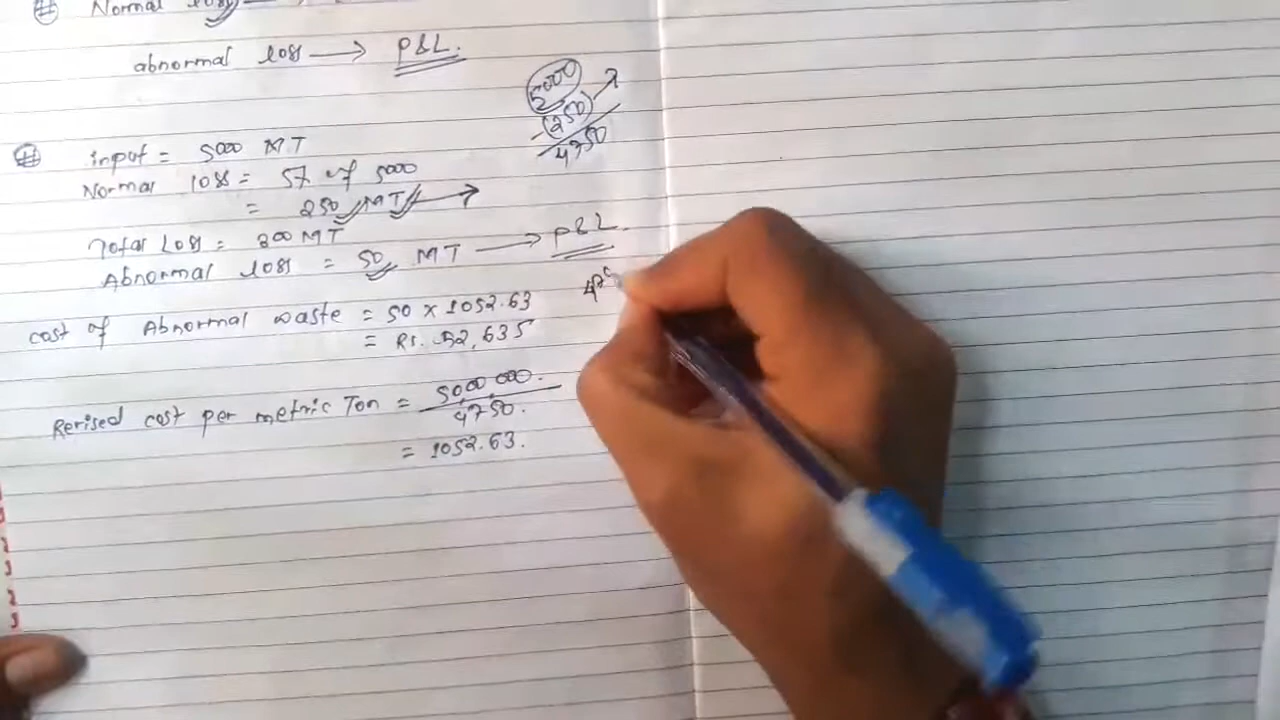 # Normal loss
abnormal loss → P&L.
5000
(250)
4750
# input = 5000 MT
Normal loss = 5% of 5000
= 250 MT →
Total Loss = 300 MT
Abnormal loss = 50 MT → P&L.
cost of Abnormal waste = 50 x 1052.63
= Rs. 52,635
Revised cost per metric Ton = 5000,000.
4750.
= 1052.63.